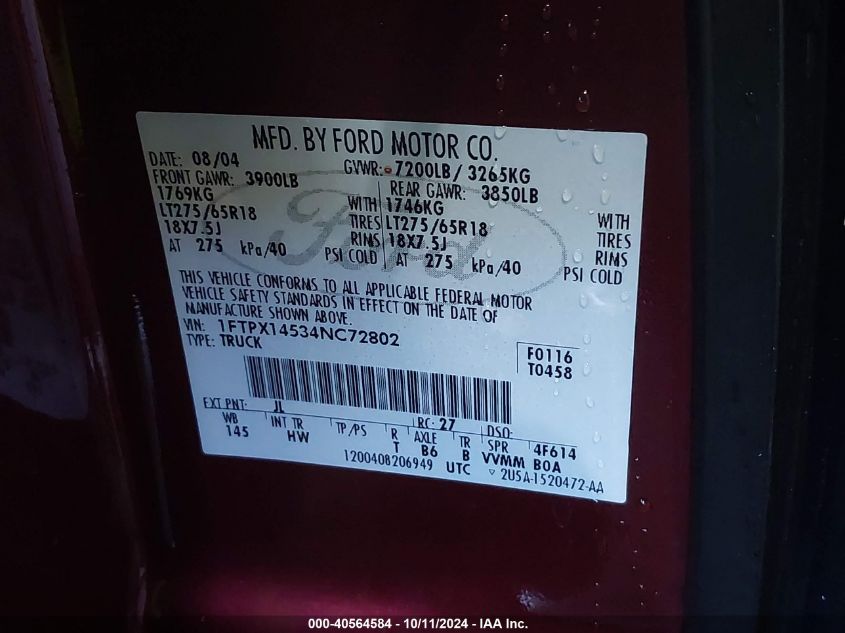 MFD. BY FORD MOTOR CO.
DATE: 08/04
GVWR: 7200LB / 3265KG
FRONT GAWR: 3900LB
REAR GAWR: 3850LB
1769KG WITH 1746KG WITH
LT275/65R18 TIRES LT275/65R18 TIRES
18X7.5J RINS 18X7.5J RINS
AT 275 kPa/40 PSI COLD AT 275 kPa/40 PSI COLD
Ford
THIS VEHICLE CONFORMS TO ALL APPLICABLE FEDERAL MOTOR
VEHICLE SAFETY STANDARDS IN EFFECT ON THE DATE OF
MANUFACTURE SHOWN ABOVE.
VIN: 1FTPX14534NC72802
TYPE: TRUCK
F0116
T0458
EXT PNT: JL RC: 27 DSO:
WB INT TR TP/PS R AXLE TR SPR 4F614
145 HW T B6 B VVMM BOA
1200408206949 UTC ▽ 2U5A-1520472-AA
000-40564584 - 10/11/2024 - IAA Inc.